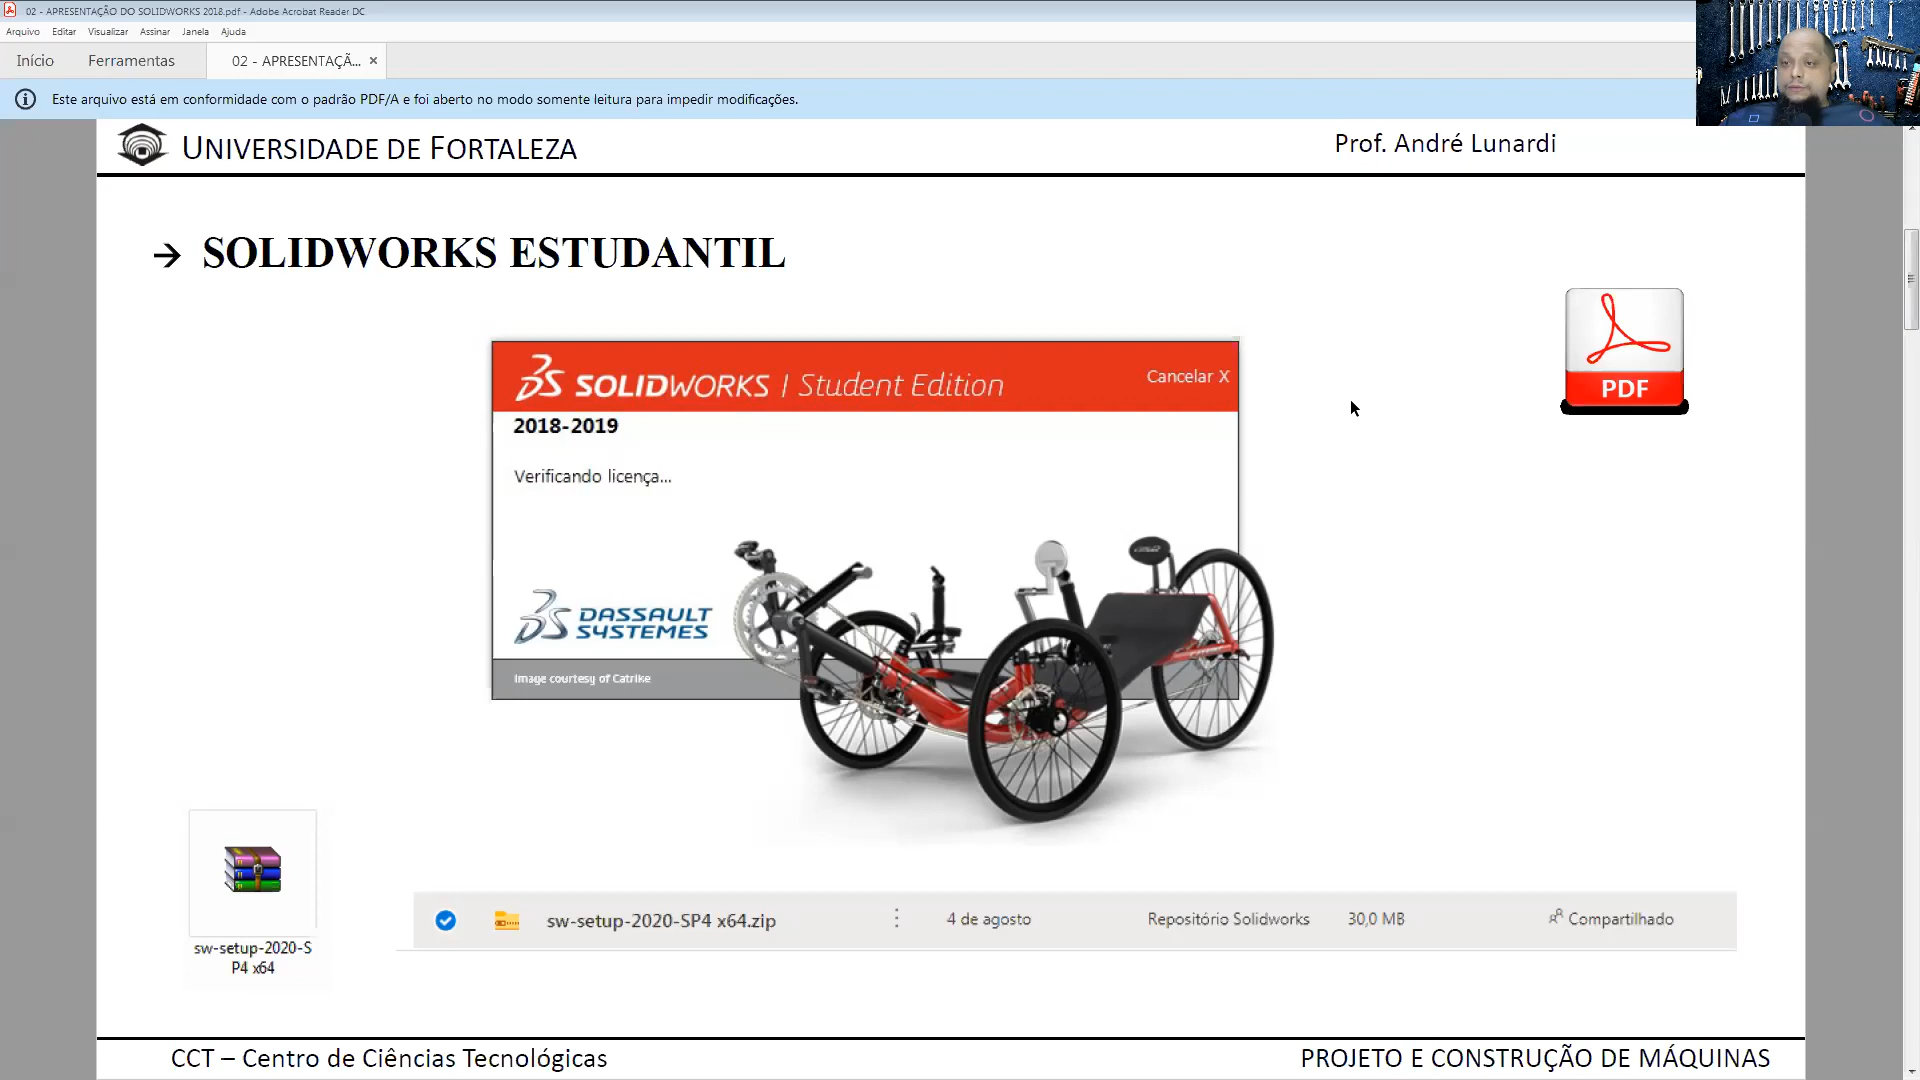 02 - APRESENTAÇÃO DO SOLIDWORKS 2018.pdf - Adobe Acrobat Reader DC
Arquivo Editar Visualizar Assinar Janela Ajuda
Início Ferramentas 02 - APRESENTAÇÃ... ×
Este arquivo está em conformidade com o padrão PDF/A e foi aberto no modo somente leitura para impedir modificações.
UNIVERSIDADE DE FORTALEZA
Prof. André Lunardi
→ SOLIDWORKS ESTUDANTIL
SOLIDWORKS | Student Edition
Cancelar X
2018-2019
Verificando licença...
DASSAULT
SYSTEMES
Image courtesy of Catrike
PDF
sw-setup-2020-S
P4 x64
sw-setup-2020-SP4 x64.zip 4 de agosto Repositório Solidworks 30,0 MB Compartilhado
CCT – Centro de Ciências Tecnológicas
PROJETO E CONSTRUÇÃO DE MÁQUINAS